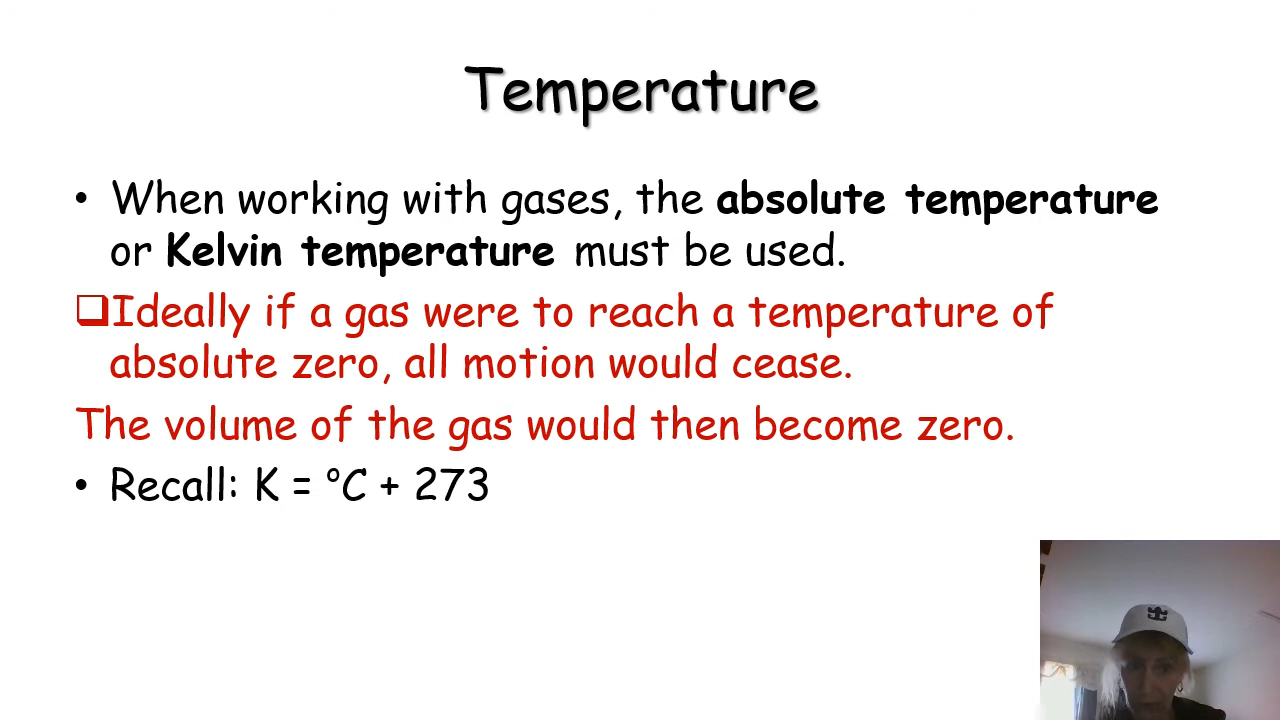 Temperature
• When working with gases, the absolute temperature
or Kelvin temperature must be used.
❑Ideally if a gas were to reach a temperature of
absolute zero, all motion would cease.
The volume of the gas would then become zero.
• Recall: K = ºC + 273